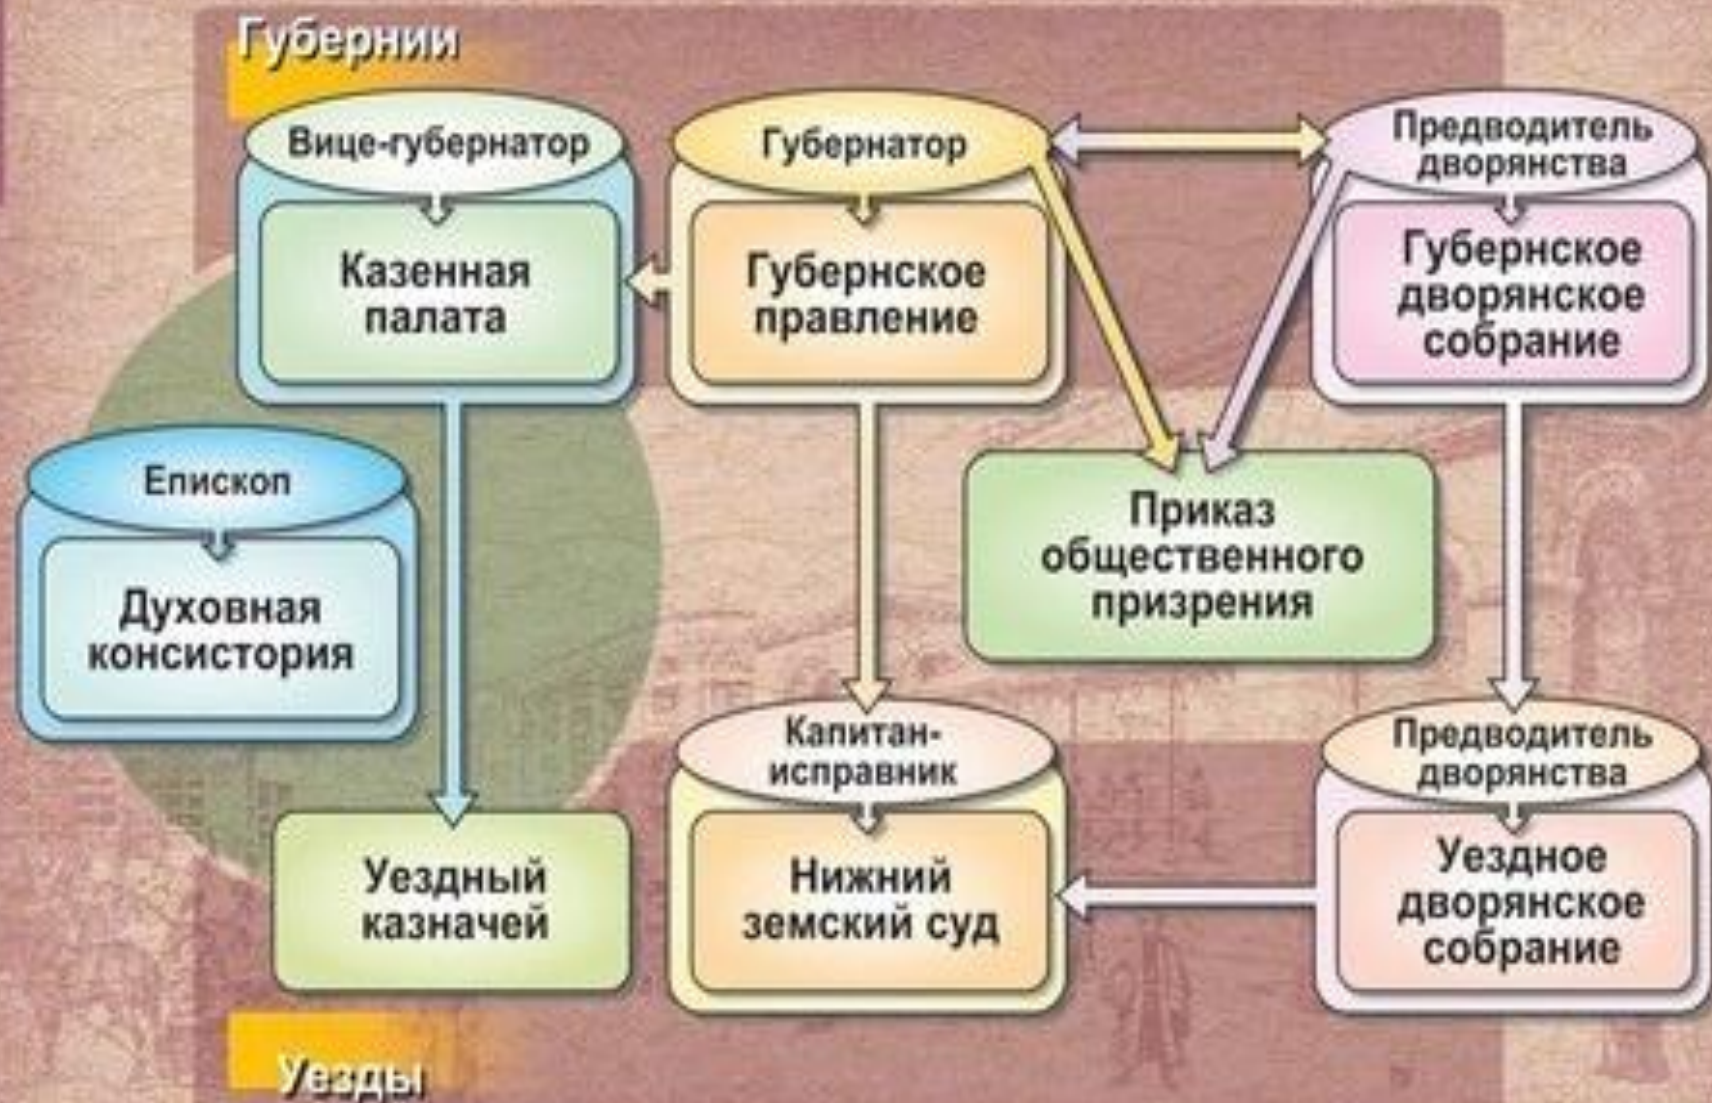 Губернии
Вице-губернатор
Казенная
палата
Губернатор
Губернское
правление
Предводитель
дворянства
Губернское
дворянское
собрание
Епископ
Духовная
консистория
Приказ
общественного
призрения
Уездный
казначей
Капитан-
исправник
Нижний
земский суд
Предводитель
дворянства
Уездное
дворянское
собрание
Уезды